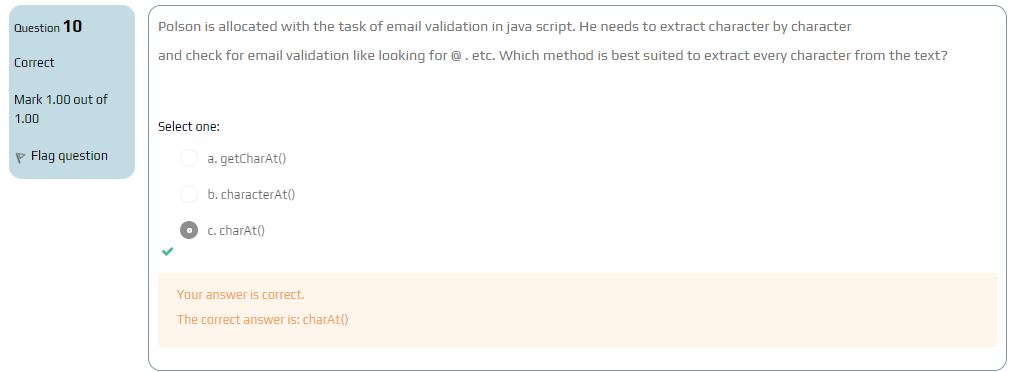 Question 10
Correct
Mark 1.00 out of
1.00
Flag question
Polson is allocated with the task of email validation in java script. He needs to extract character by character
and check for email validation like looking for @ . etc. Which method is best suited to extract every character from the text?
Select one:
a. getCharAt()
b. characterAt()
c. charAt()
Your answer is correct.
The correct answer is: charAt()